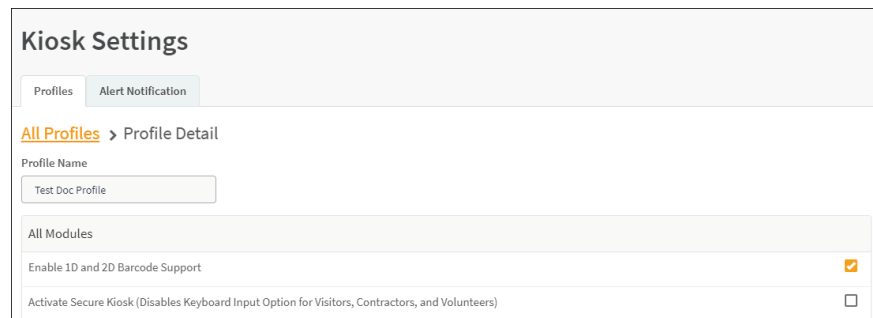 Kiosk Settings
Profiles Alert Notification
All Profiles > Profile Detail
Profile Name
Test Doc Profile
All Modules
Enable 1D and 2D Barcode Support
Activate Secure Kiosk (Disables Keyboard Input Option for Visitors, Contractors, and Volunteers)